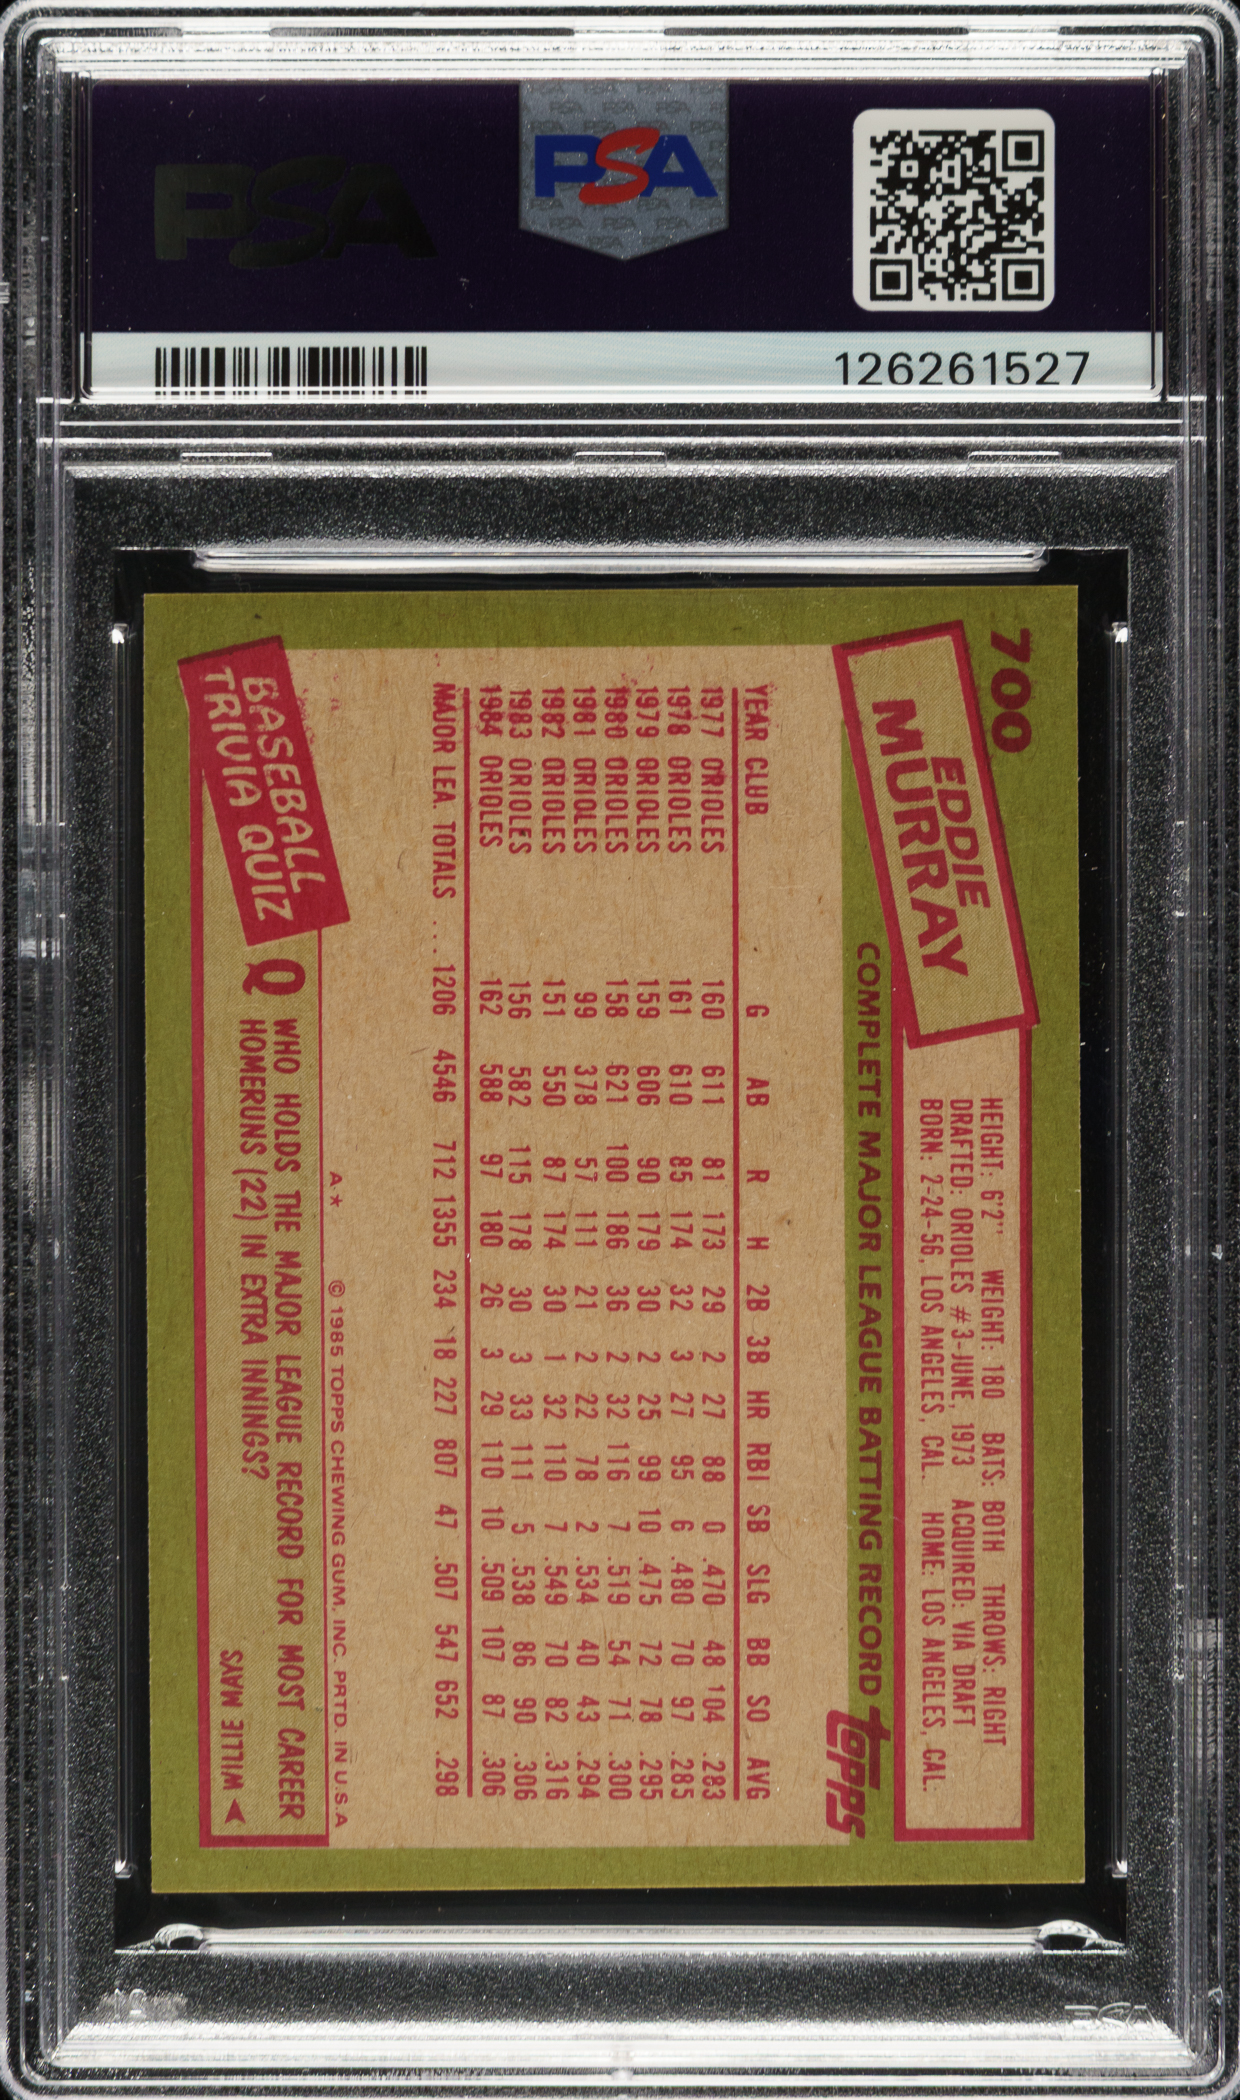 PSA
PSA
126261527
700
EDDIE
MURRAY
HEIGHT: 6'2" WEIGHT: 180 BATS: BOTH THROWS: RIGHT
DRAFTED: ORIOLES #3-JUNE, 1973 ACQUIRED: VIA DRAFT
BORN: 2-24-56, LOS ANGELES, CAL. HOME: LOS ANGELES, CAL.
COMPLETE MAJOR LEAGUE BATTING RECORD
topps
YEAR CLUB G AB R H 2B 3B HR RBI SB SLG BB SO AVG
1977 ORIOLES 160 611 81 173 29 2 27 88 0 .470 48 104 .283
1978 ORIOLES 161 610 85 174 32 3 27 95 6 .480 70 97 .285
1979 ORIOLES 159 606 90 179 30 2 25 99 10 .475 72 78 .295
1980 ORIOLES 158 621 100 186 36 2 32 116 7 .519 54 71 .300
1981 ORIOLES 99 378 57 111 21 2 22 78 2 .534 40 43 .294
1982 ORIOLES 151 550 87 174 30 1 32 110 7 .549 70 82 .316
1983 ORIOLES 156 582 115 178 30 3 33 111 5 .538 86 90 .306
1984 ORIOLES 162 588 97 180 26 3 29 110 10 .509 107 87 .306
MAJOR LEA. TOTALS ... 1206 4546 712 1355 234 18 227 807 47 .507 547 652 .298
A* © 1985 TOPPS CHEWING GUM, INC. PRTD. IN U.S.A
BASEBALL
TRIVIA QUIZ
Q WHO HOLDS THE MAJOR LEAGUE RECORD FOR MOST CAREER
HOMERUNS (22) IN EXTRA INNINGS?
WILLIE MAYS
PSA